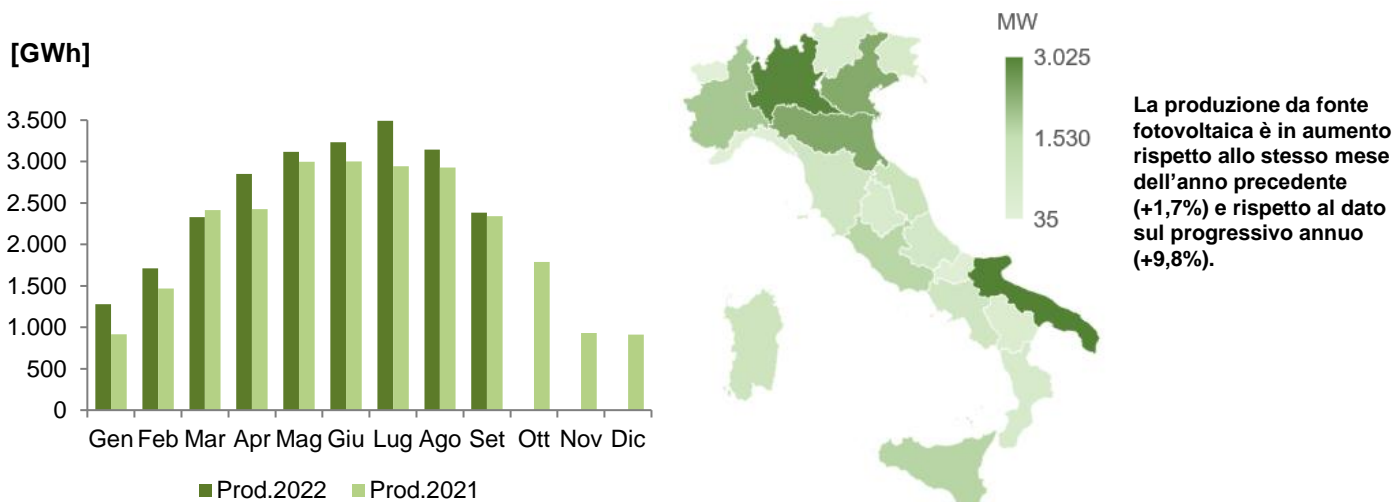 [GWh]
3.500
3.000
2.500
2.000
1.500
1.000
500
0
Gen Feb Mar Apr Mag Giu Lug Ago Set Ott Nov Dic
Prod.2022 Prod.2021
MW
3.025
1.530
35
La produzione da fonte
fotovoltaica è in aumento
rispetto allo stesso mese
dell’anno precedente
(+1,7%) e rispetto al dato
sul progressivo annuo
(+9,8%).